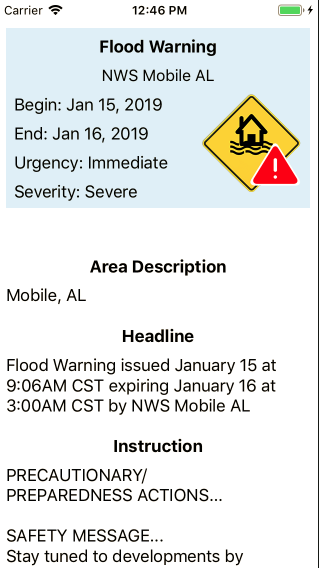 Carrier 12:46 PM
Flood Warning
NWS Mobile AL
Begin: Jan 15, 2019
End: Jan 16, 2019
Urgency: Immediate
Severity: Severe
Area Description
Mobile, AL
Headline
Flood Warning issued January 15 at
9:06AM CST expiring January 16 at
3:00AM CST by NWS Mobile AL
Instruction
PRECAUTIONARY/
PREPAREDNESS ACTIONS...
SAFETY MESSAGE...
Stay tuned to developments by